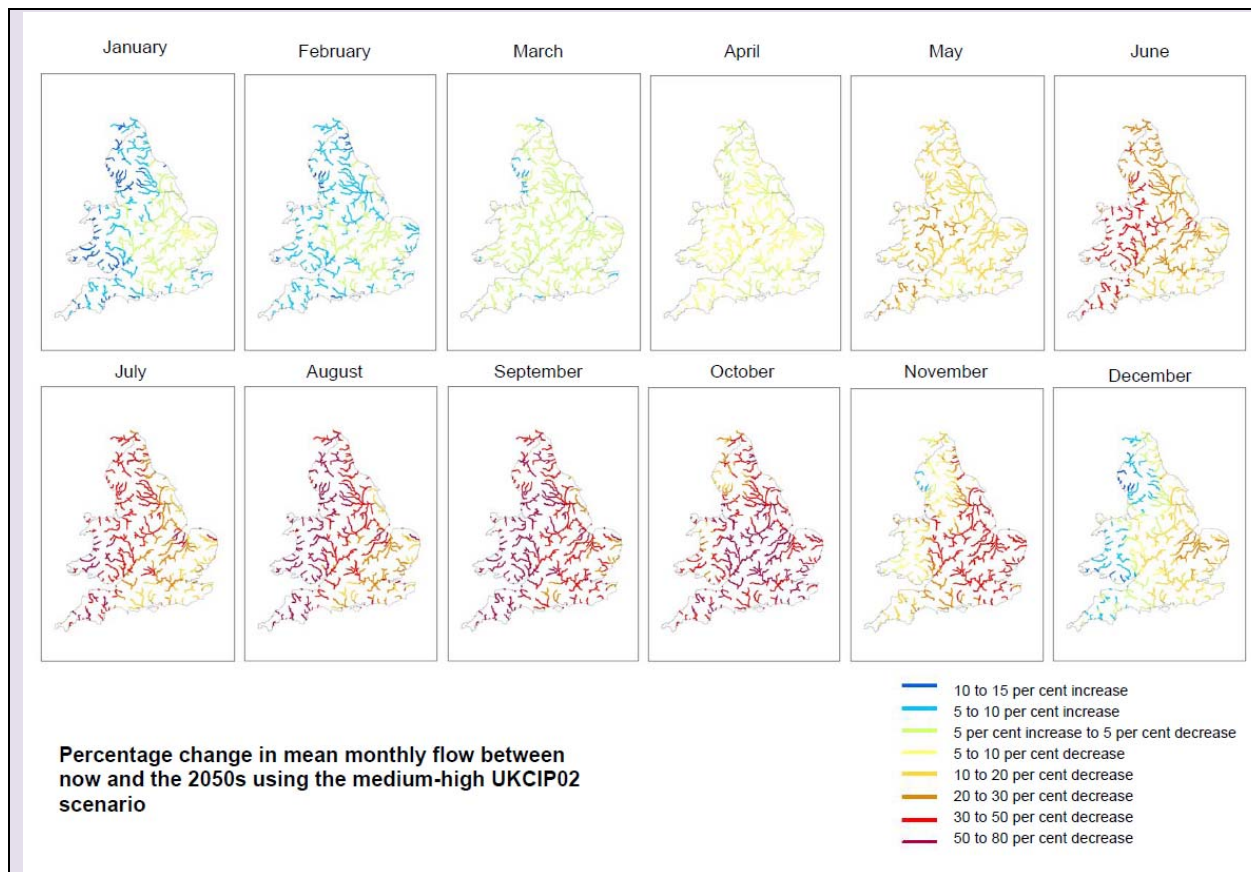 January
February
March
April
May
June
July
August
September
October
November
December
10 to 15 per cent increase
5 to 10 per cent increase
5 per cent increase to 5 per cent decrease
5 to 10 per cent decrease
10 to 20 per cent decrease
20 to 30 per cent decrease
30 to 50 per cent decrease
50 to 80 per cent decrease
Percentage change in mean monthly flow between
now and the 2050s using the medium-high UKCIP02
scenario